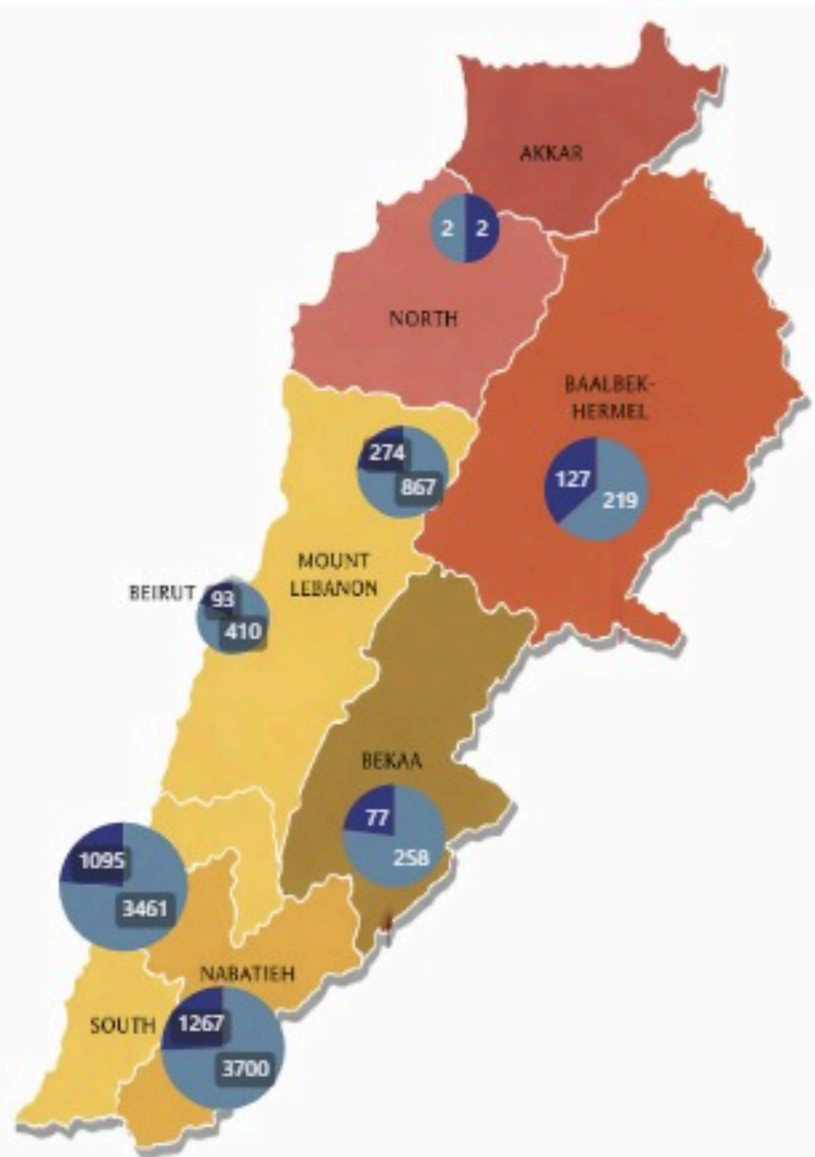 AKKAR
2 2
NORTH
BAALBEK-
HERMEL
274
867
127
219
MOUNT
LEBANON
BEIRUT
93
410
BEKAA
77
258
1095
3461
NABATIEH
SOUTH
1267
3700